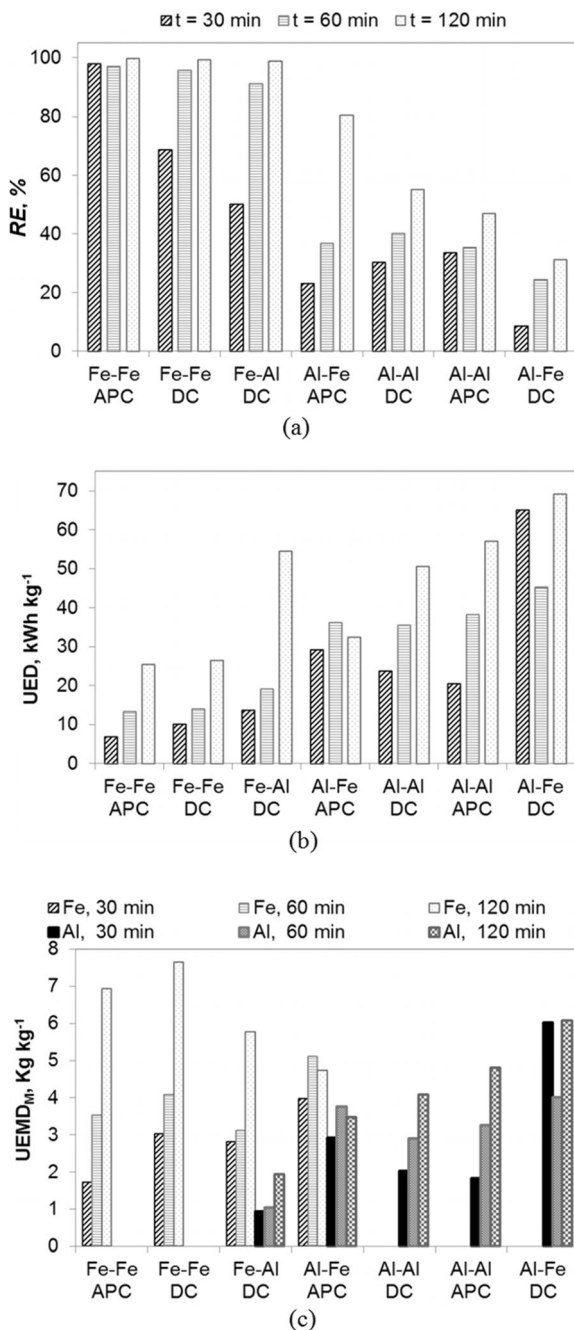 t = 30 min t = 60 min t = 120 min
100
80
60
40
20
0
RE, %
Fe-Fe Fe-Fe Fe-Al Al-Fe Al-Al Al-Al Al-Fe
APC DC DC APC DC APC DC
(a)
70
60
50
40
30
20
10
0
UED, kWh kg⁻¹
Fe-Fe Fe-Fe Fe-Al Al-Fe Al-Al Al-Al Al-Fe
APC DC DC APC DC APC DC
(b)
Fe, 30 min Fe, 60 min Fe, 120 min
Al, 30 min Al, 60 min Al, 120 min
8
7
6
5
4
3
2
1
0
UEMD_M, Kg kg⁻¹
Fe-Fe Fe-Fe Fe-Al Al-Fe Al-Al Al-Al Al-Fe
APC DC DC APC DC APC DC
(c)